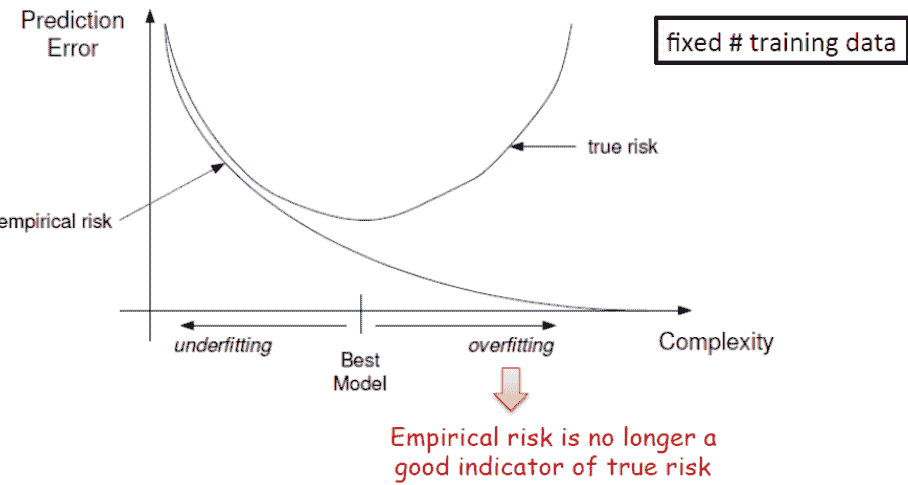 Prediction
Error
fixed # training data
true risk
empirical risk
underfitting
overfitting
Complexity
Best
Model
Empirical risk is no longer a
good indicator of true risk